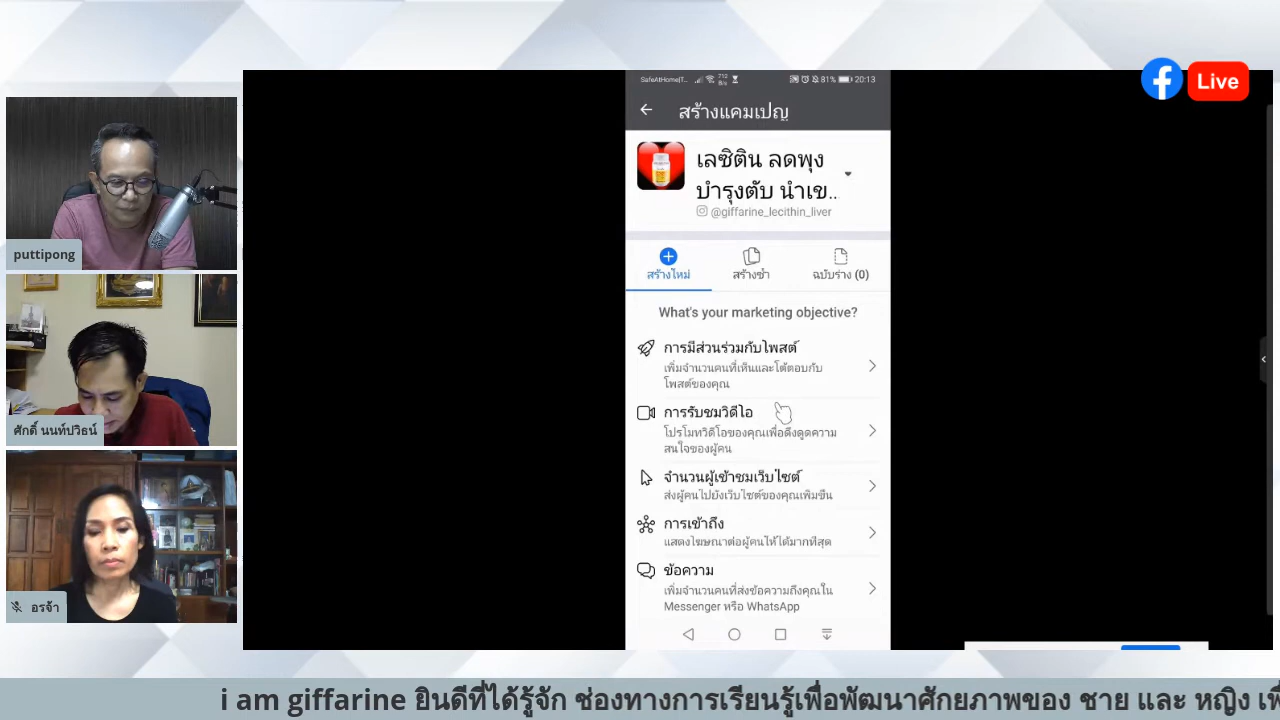 Live
puttipong
ศักดิ์ นนท์ปวิธน์
อรจ๊า
20:13
81%
สร้างแคมเปญ
เลซิติน ลดพุง
บำรุงตับ นำเข..
@giffarine_lecithin_liver
สร้างใหม่
สร้างซ้ำ
ฉบับร่าง (0)
What's your marketing objective?
การมีส่วนร่วมกับโพสต์
เพิ่มจำนวนคนที่เห็นและโต้ตอบกับ
โพสต์ของคุณ
การรับชมวิดีโอ
โปรโมทวิดีโอของคุณเพื่อดึงดูดความ
สนใจของผู้คน
จำนวนผู้เข้าชมเว็บไซต์
ส่งผู้คนไปยังเว็บไซต์ของคุณเพิ่มขึ้น
การเข้าถึง
แสดงโฆษณาต่อผู้คนให้ได้มากที่สุด
ข้อความ
เพิ่มจำนวนคนที่ส่งข้อความถึงคุณใน
Messenger หรือ WhatsApp
i am giffarine ยินดีที่ได้รู้จัก ช่องทางการเรียนรู้เพื่อพัฒนาศักยภาพของ ชาย และ หญิง เพื่